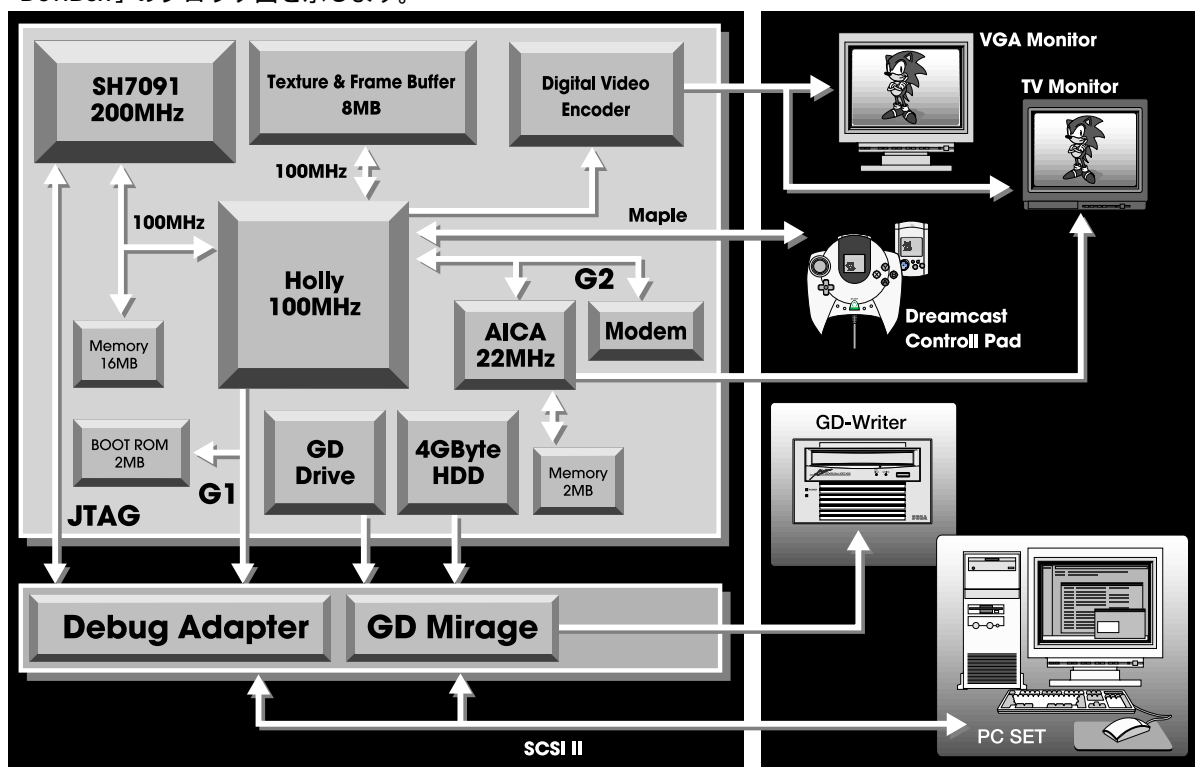 SH7091
200MHz
Texture & Frame Buffer
8MB
Digital Video
Encoder
VGA Monitor
TV Monitor
100MHz
100MHz
Maple
Holly
100MHz
G2
AICA
22MHz
Modem
Dreamcast
Controll Pad
Memory
16MB
BOOT ROM
2MB
G1
JTAG
GD
Drive
4GByte
HDD
Memory
2MB
GD-Writer
SEGA
Debug Adapter
GD Mirage
PC SET
SCSI II